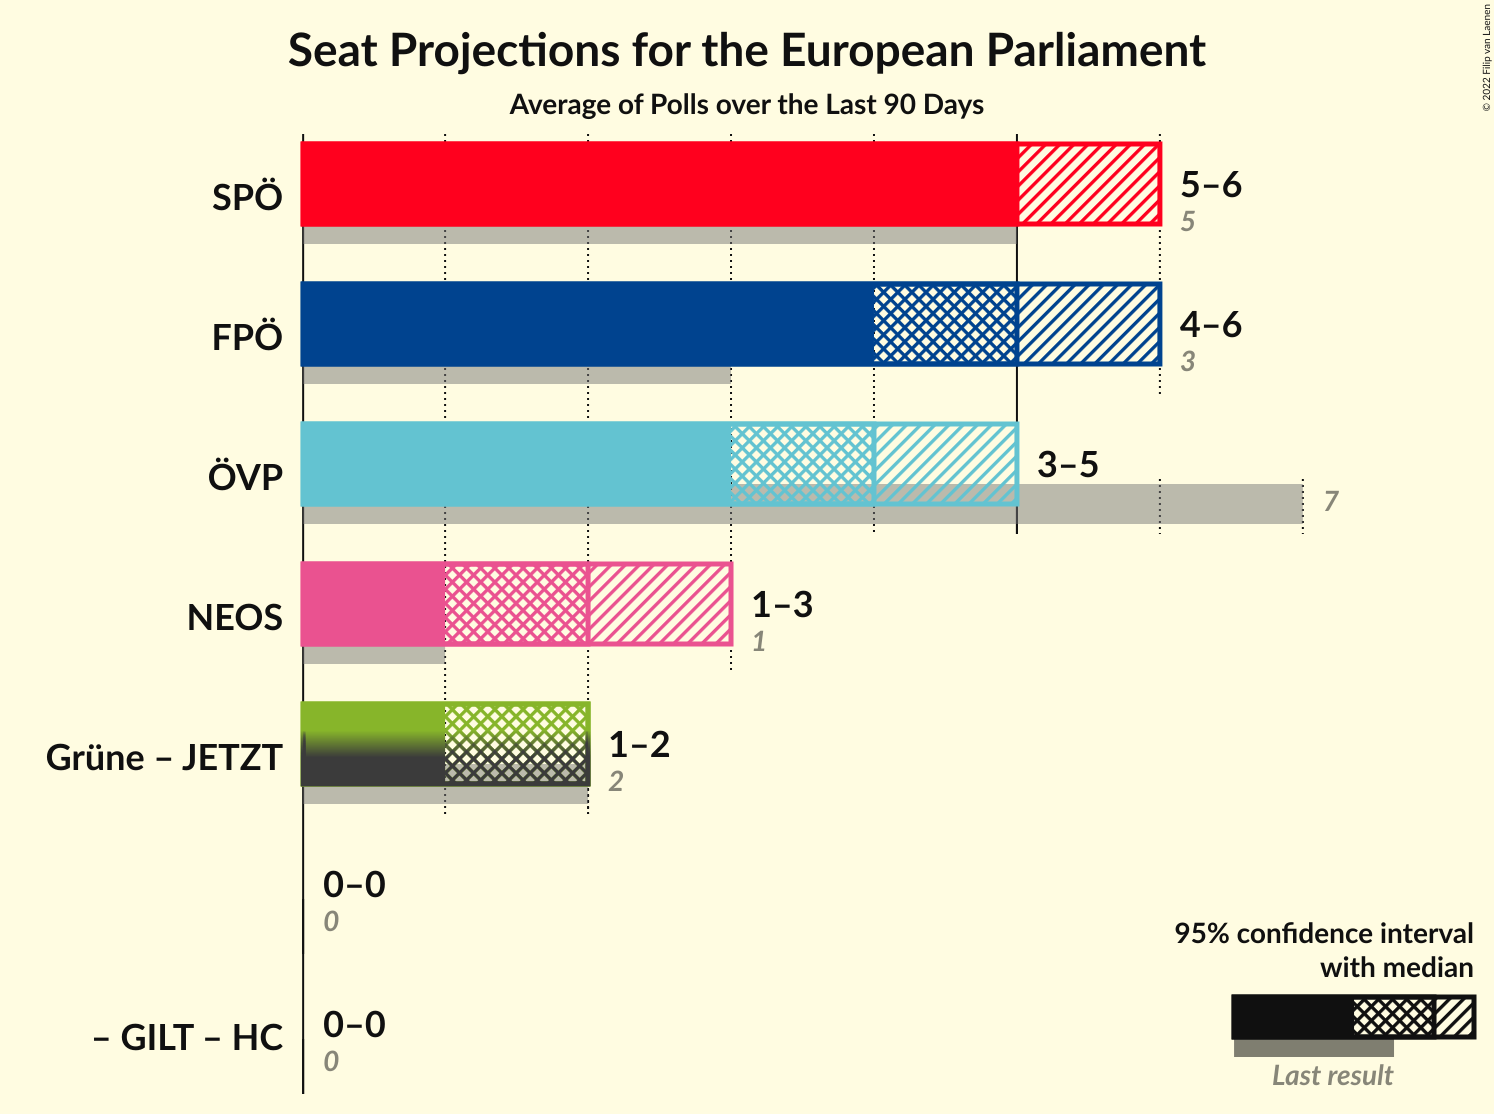 Seat Projections for the European Parliament
Average of Polls over the Last 90 Days
© 2022 Filip van Laenen
SPÖ
5–6
5
FPÖ
4–6
3
ÖVP
3–5
7
NEOS
1–3
1
Grüne – JETZT
1–2
2
0–0
0
– GILT – HC
0–0
0
95% confidence interval
with median
Last result